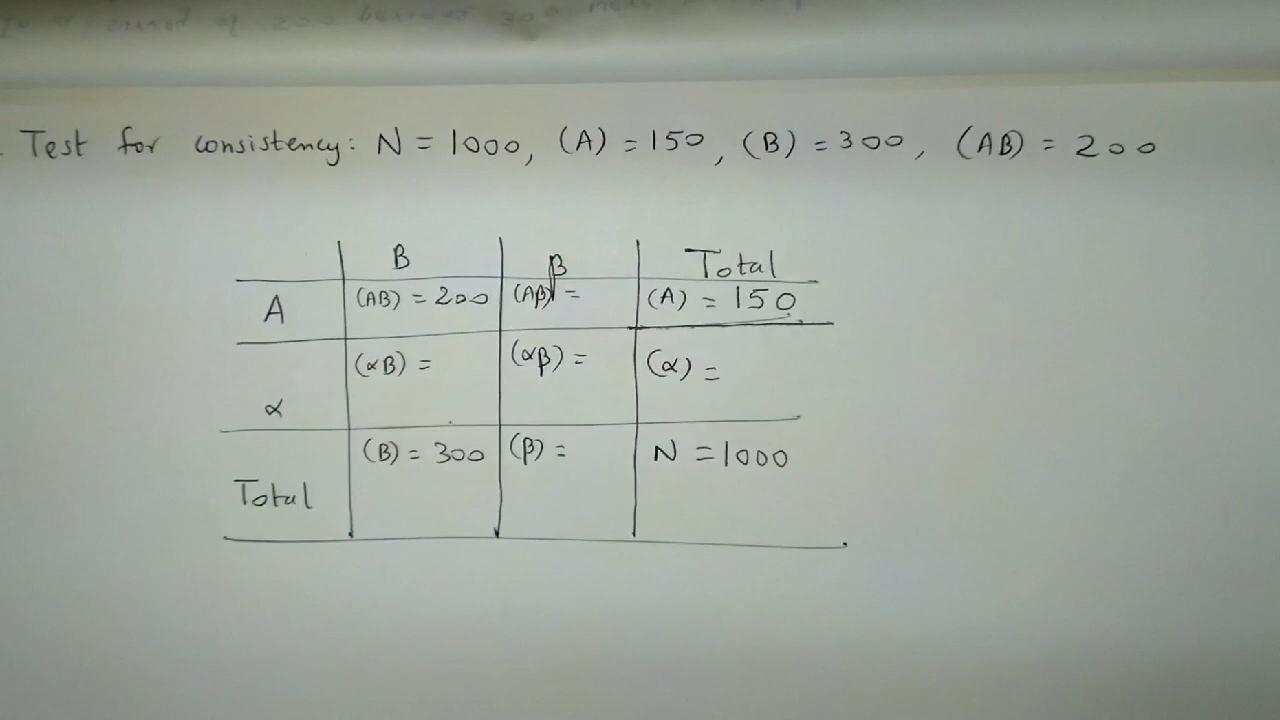 Test for consistency: N = 1000, (A) = 150, (B) = 300, (AB) = 200
B β Total
A (AB) = 200 (Aβ) = (A) = 150
(αB) = (αβ) = (α) =
α
(B) = 300 (β) = N = 1000
Total